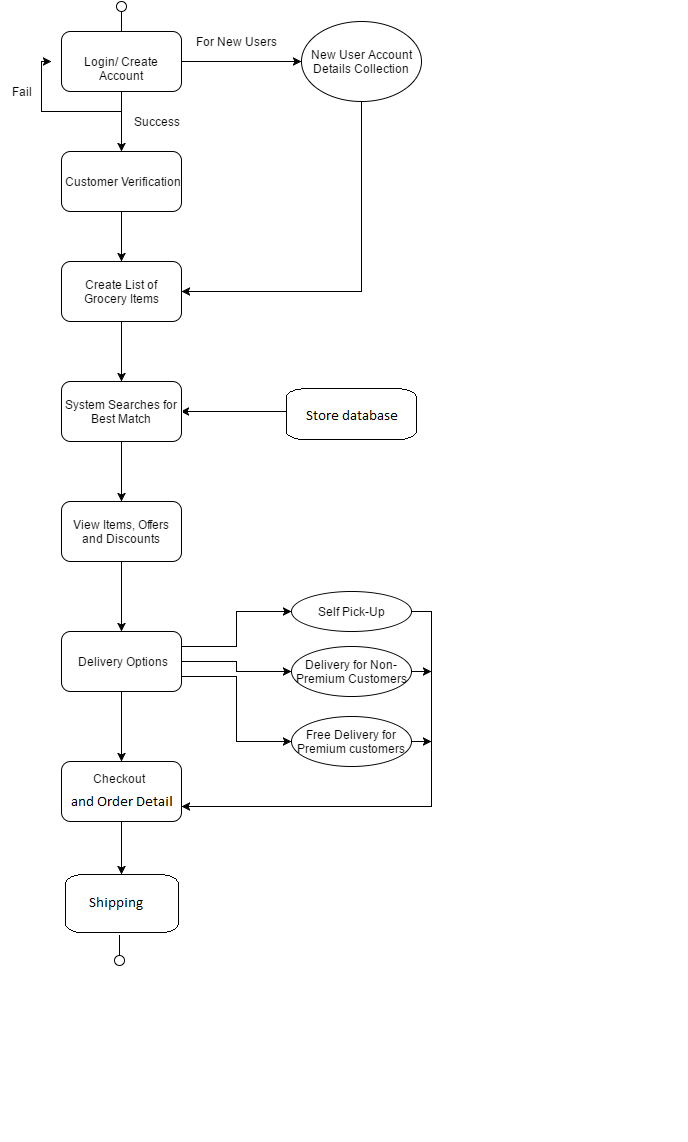 For New Users
Login/ Create
Account
New User Account
Details Collection
Fail
Success
Customer Verification
Create List of
Grocery Items
System Searches for
Best Match
Store database
View Items, Offers
and Discounts
Self Pick-Up
Delivery Options
Delivery for Non-
Premium Customers
Free Delivery for
Premium customers
Checkout
and Order Detail
Shipping